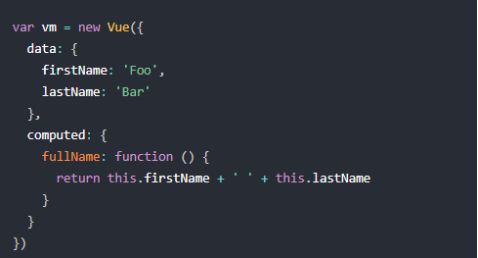 var vm = new Vue({
  data: {
    firstName: 'Foo',
    lastName: 'Bar'
  },
  computed: {
    fullName: function () {
      return this.firstName + ' ' + this.lastName
    }
  }
})